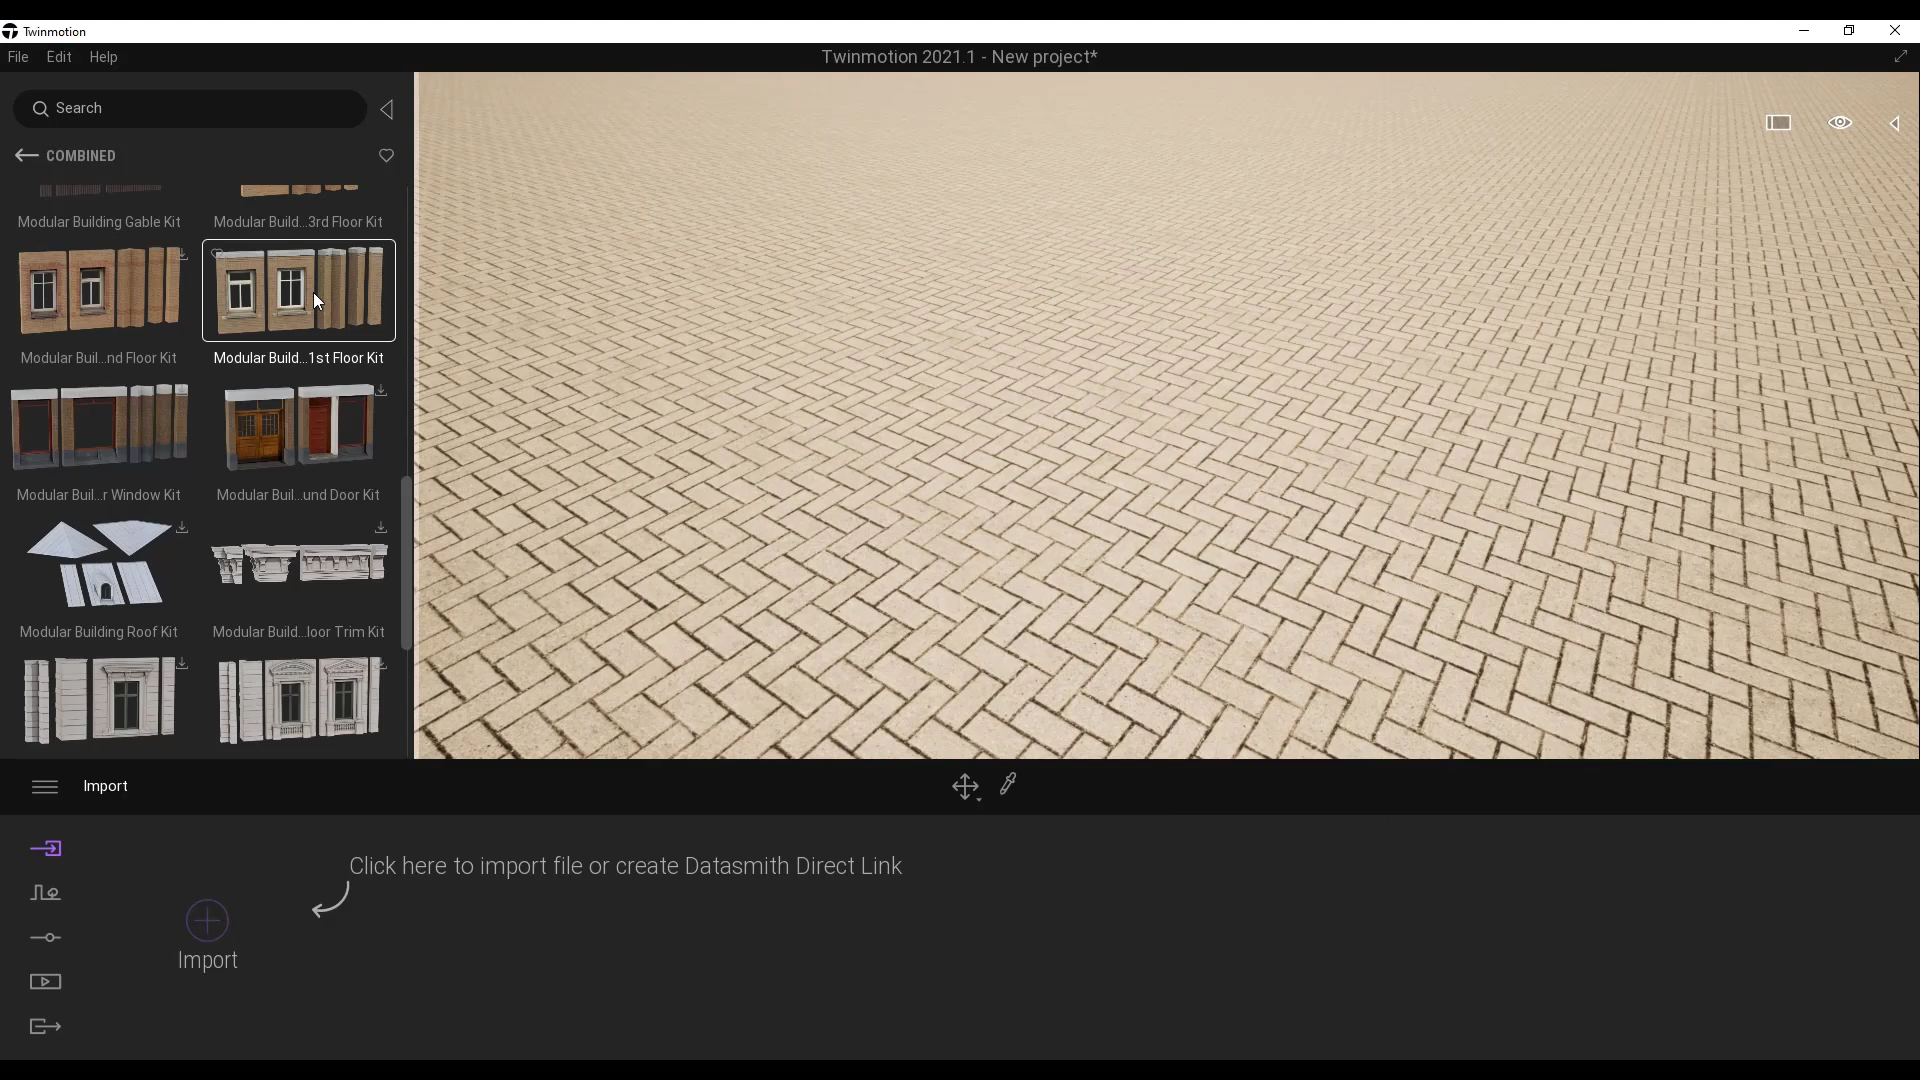 Twinmotion
File Edit Help
Twinmotion 2021.1 - New project*
Search
COMBINED
Modular Building Gable Kit
Modular Build...3rd Floor Kit
Modular Buil...nd Floor Kit
Modular Build...1st Floor Kit
Modular Buil...r Window Kit
Modular Buil...und Door Kit
Modular Building Roof Kit
Modular Build...loor Trim Kit
Import
Click here to import file or create Datasmith Direct Link
Import